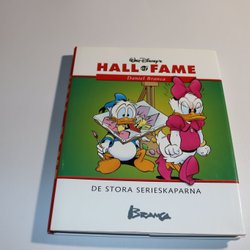 Walt Disney's
HALL OF FAME
Daniel Branca
DE STORA SERIESKAPARNA
BRANCA